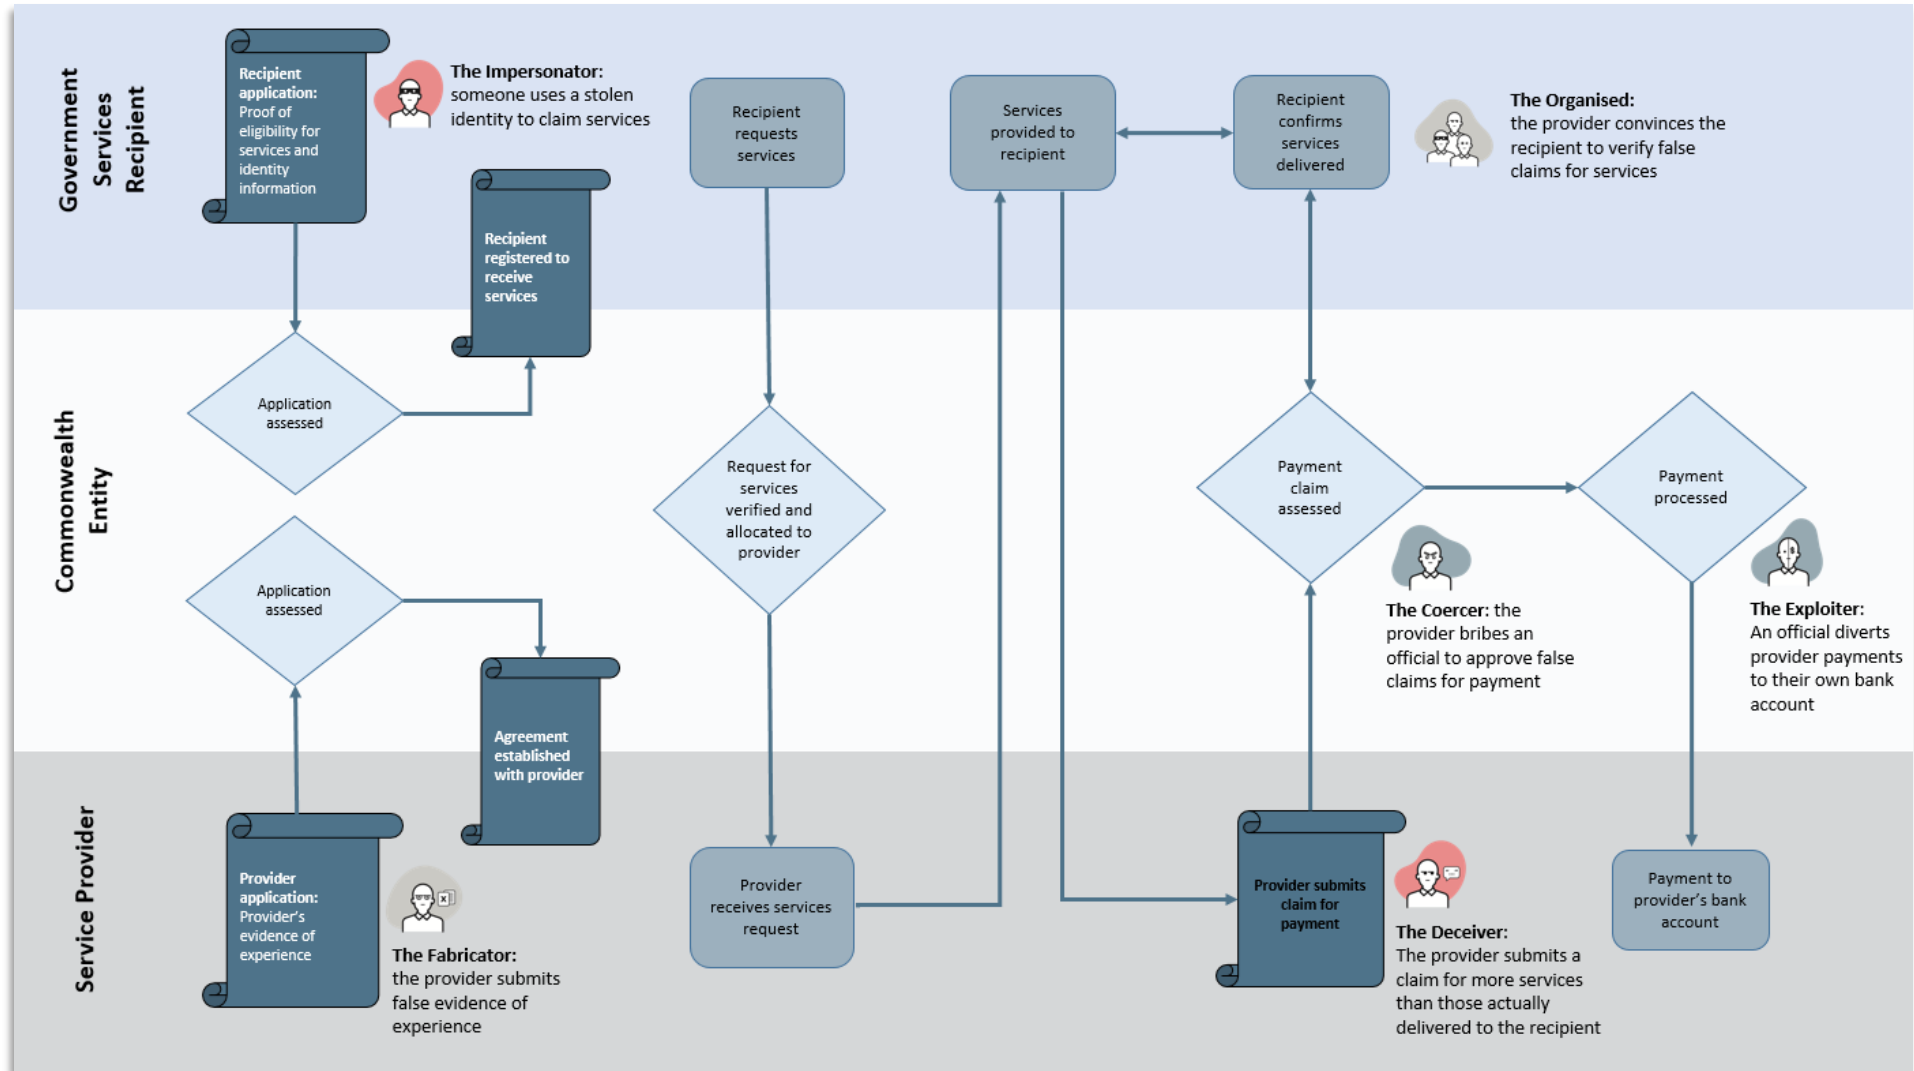 Government
Services
Recipient
Recipient
application:
Proof of
eligibility for
services and
identity
information
The Impersonator:
someone uses a stolen
identity to claim services
Recipient
registered to
receive
services
Recipient
requests
services
Services
provided to
recipient
Recipient
confirms
services
delivered
The Organised:
the provider convinces the
recipient to verify false
claims for services
Commonwealth
Entity
Application
assessed
Application
assessed
Agreement
established
with provider
Request for
services
verified and
allocated to
provider
Payment
claim
assessed
Payment
processed
The Coercer: the
provider bribes an
official to approve false
claims for payment
The Exploiter:
An official diverts
provider payments
to their own bank
account
Service Provider
Provider
application:
Provider's
evidence of
experience
The Fabricator:
the provider submits
false evidence of
experience
Provider
receives services
request
Provider submits
claim for
payment
The Deceiver:
The provider submits a
claim for more services
than those actually
delivered to the recipient
Payment to
provider's bank
account